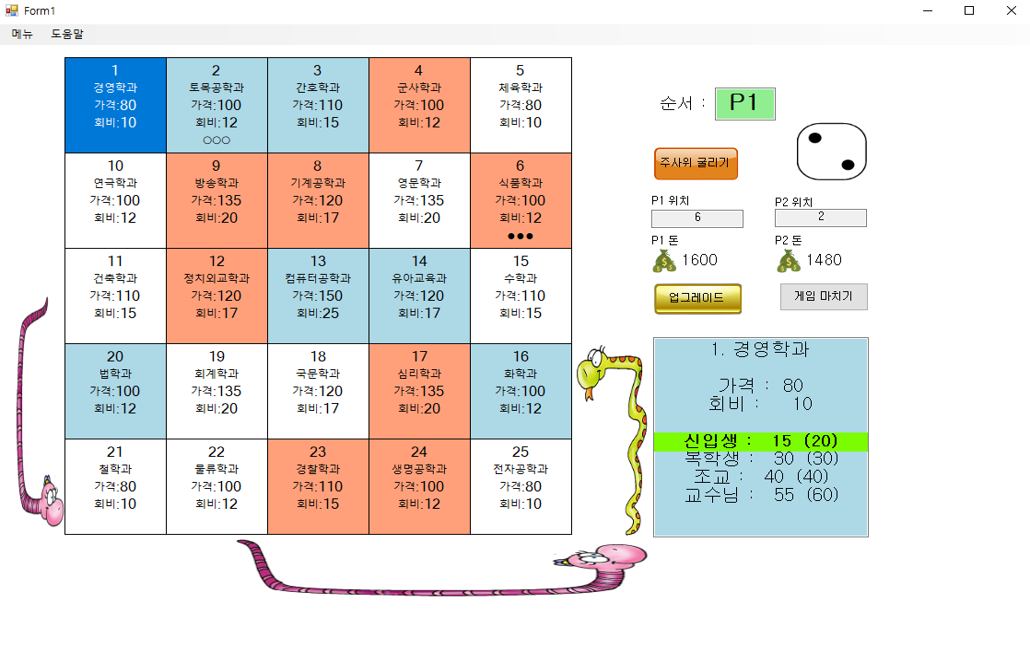 Form1
메뉴 도움말
1
경영학과
가격:80
회비:10
2
토목공학과
가격:100
회비:12
○○○
3
간호학과
가격:110
회비:15
4
군사학과
가격:100
회비:12
5
체육학과
가격:80
회비:10
10
연극학과
가격:100
회비:12
9
방송학과
가격:135
회비:20
8
기계공학과
가격:120
회비:17
7
영문학과
가격:135
회비:20
6
식품학과
가격:100
회비:12
●●●
11
건축학과
가격:110
회비:15
12
정치외교학과
가격:120
회비:17
13
컴퓨터공학과
가격:150
회비:25
14
유아교육과
가격:120
회비:17
15
수학과
가격:110
회비:15
20
법학과
가격:100
회비:12
19
회계학과
가격:135
회비:20
18
국문학과
가격:120
회비:17
17
심리학과
가격:135
회비:20
16
화학과
가격:100
회비:12
21
철학과
가격:80
회비:10
22
물류학과
가격:100
회비:12
23
경찰학과
가격:110
회비:15
24
생명공학과
가격:100
회비:12
25
전자공학과
가격:80
회비:10
순서 : P1
주사위 굴리기
P1 위치 P2 위치
6 2
P1 돈 P2 돈
1600 1480
업그레이드 게임 마치기
1. 경영학과
가격 : 80
회비 : 10
신입생 : 15 (20)
복학생 : 30 (30)
조교 : 40 (40)
교수님 : 55 (60)